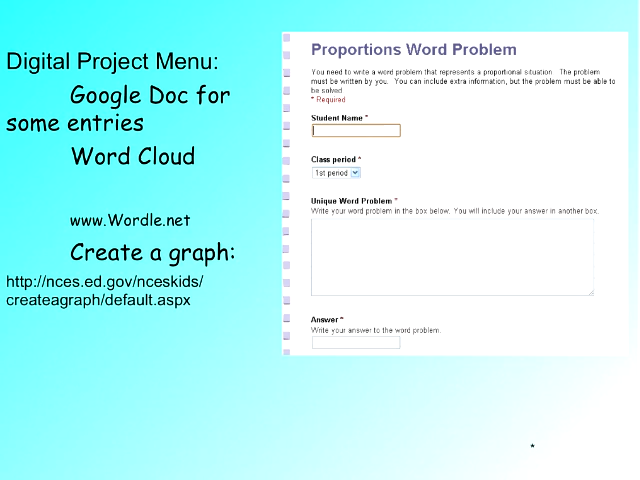 Digital Project Menu:
Google Doc for
some entries
Word Cloud
www.Wordle.net
Create a graph:
http://nces.ed.gov/nceskids/
createagraph/default.aspx
Proportions Word Problem
You need to write a word problem that represents a proportional situation. The problem
must be written by you. You can include extra information, but the problem must be able to
be solved.
* Required
Student Name *
Class period *
1st period
Unique Word Problem *
Write your word problem in the box below. You will include your answer in another box.
Answer *
Write your answer to the word problem.
*